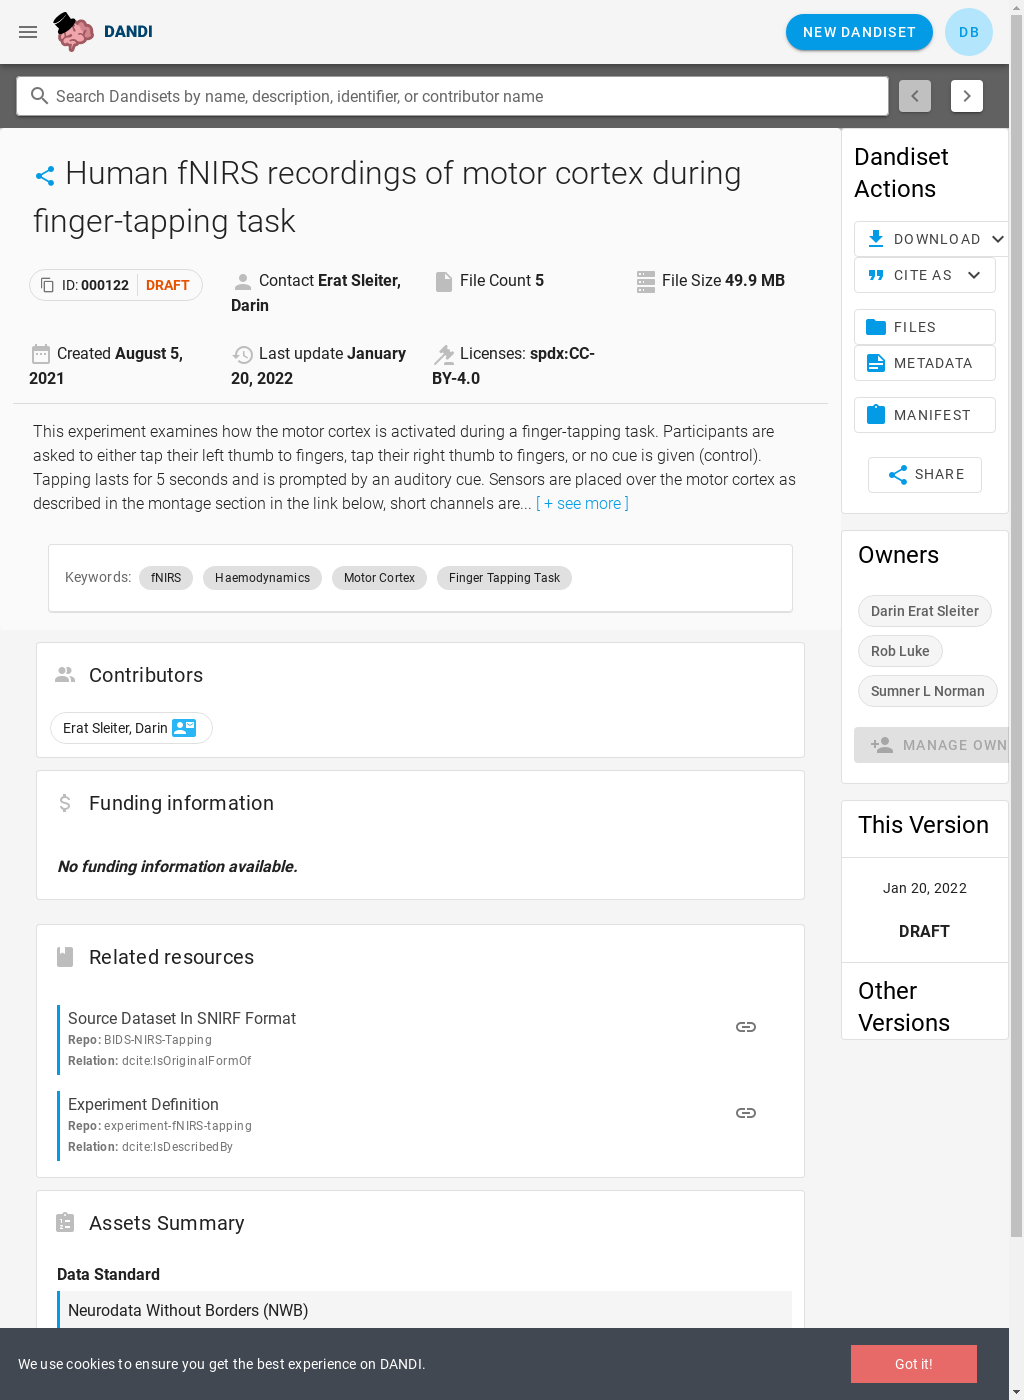 DANDI
NEW DANDISET
DB
Search Dandisets by name, description, identifier, or contributor name
Human fNIRS recordings of motor cortex during
finger-tapping task
ID: 000122 DRAFT
Contact Erat Sleiter,
Darin
File Count 5
File Size 49.9 MB
Created August 5,
2021
Last update January
20, 2022
Licenses: spdx:CC-
BY-4.0
This experiment examines how the motor cortex is activated during a finger-tapping task. Participants are
asked to either tap their left thumb to fingers, tap their right thumb to fingers, or no cue is given (control).
Tapping lasts for 5 seconds and is prompted by an auditory cue. Sensors are placed over the motor cortex as
described in the montage section in the link below, short channels are... [ + see more ]
Keywords: fNIRS Haemodynamics Motor Cortex Finger Tapping Task
Contributors
Erat Sleiter, Darin
Funding information
No funding information available.
Related resources
Source Dataset In SNIRF Format
Repo: BIDS-NIRS-Tapping
Relation: dcite:IsOriginalFormOf
Experiment Definition
Repo: experiment-fNIRS-tapping
Relation: dcite:IsDescribedBy
Assets Summary
Data Standard
Neurodata Without Borders (NWB)
Dandiset
Actions
DOWNLOAD
CITE AS
FILES
METADATA
MANIFEST
SHARE
Owners
Darin Erat Sleiter
Rob Luke
Sumner L Norman
MANAGE OWN
This Version
Jan 20, 2022
DRAFT
Other
Versions
We use cookies to ensure you get the best experience on DANDI.
Got it!